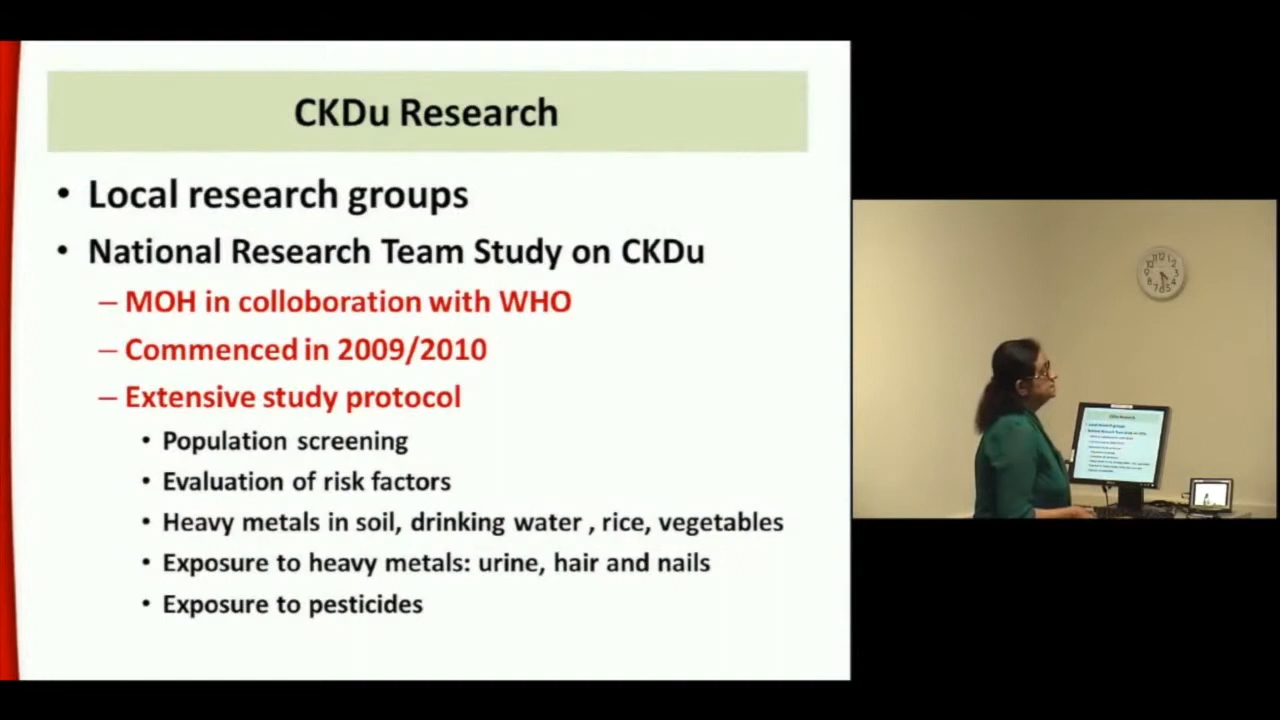 CKDu Research
• Local research groups
• National Research Team Study on CKDu
– MOH in colloboration with WHO
– Commenced in 2009/2010
– Extensive study protocol
• Population screening
• Evaluation of risk factors
• Heavy metals in soil, drinking water , rice, vegetables
• Exposure to heavy metals: urine, hair and nails
• Exposure to pesticides